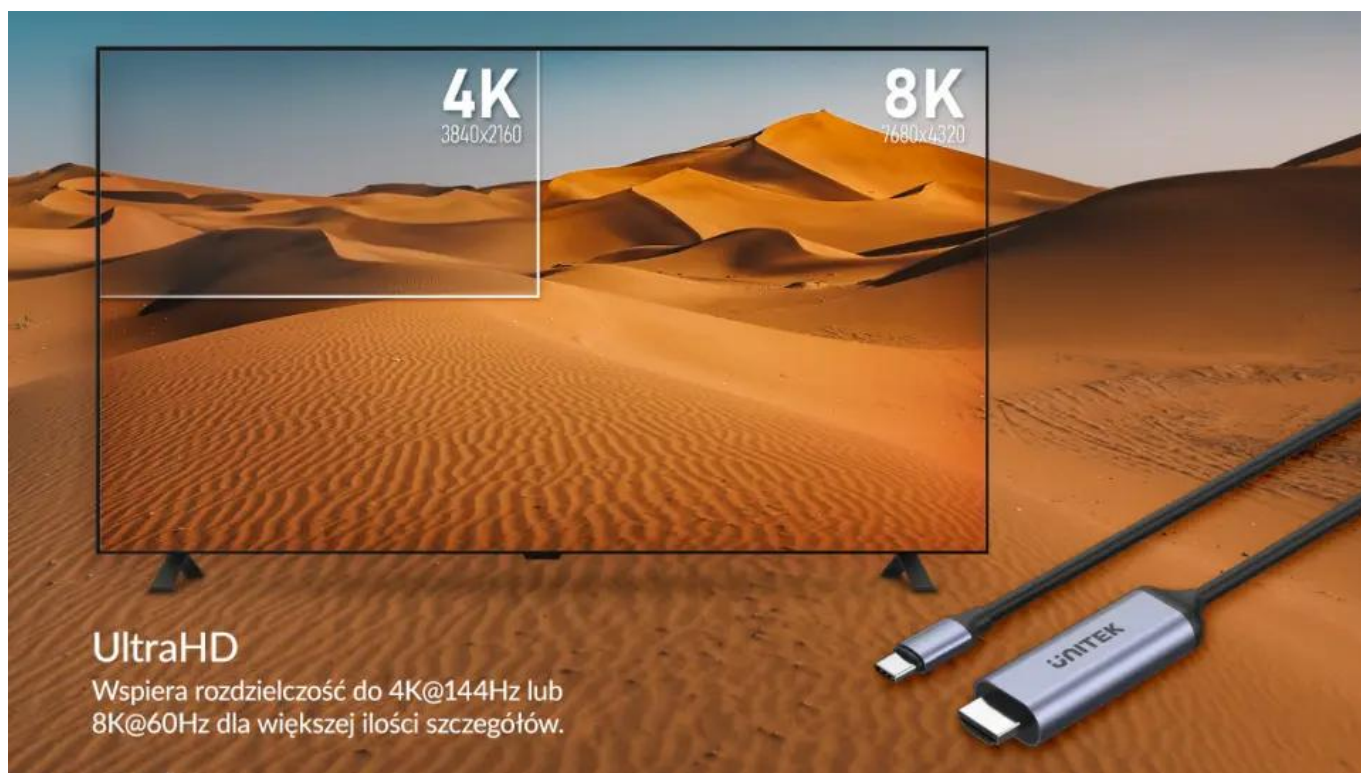 4K
3840x2160
8K
7680x4320
UltraHD
Wspiera rozdzielczość do 4K@144Hz lub
8K@60Hz dla większej ilości szczegółów.
UNITEK